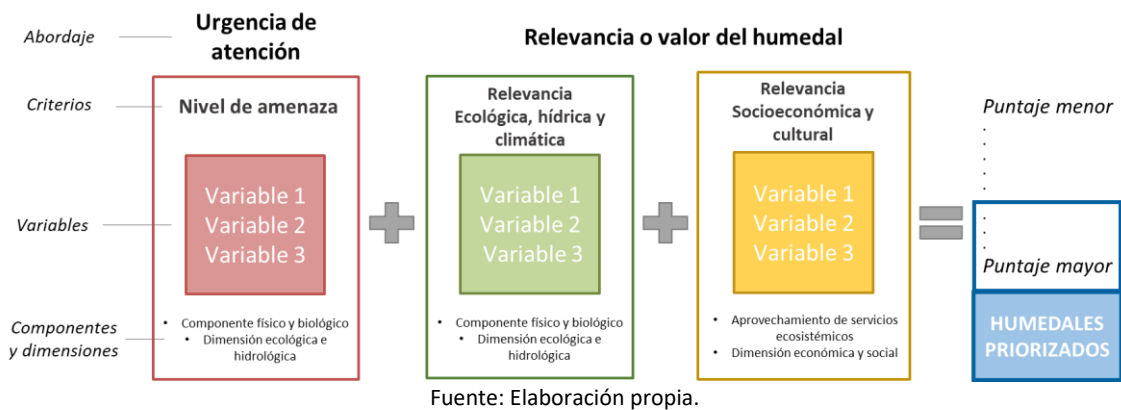 Abordaje
Urgencia de
atención
Relevancia o valor del humedal
Criterios
Nivel de amenaza
Relevancia
Ecológica, hídrica y
climática
Relevancia
Socioeconómica y
cultural
Puntaje menor
Variables
Variable 1
Variable 2
Variable 3
Variable 1
Variable 2
Variable 3
Variable 1
Variable 2
Variable 3
Puntaje mayor
Componentes
y dimensiones
• Componente físico y biológico
• Dimensión ecológica e
hidrológica
• Componente físico y biológico
• Dimensión ecológica e
hidrológica
• Aprovechamiento de servicios
ecosistémicos
• Dimensión económica y social
HUMEDALES
PRIORIZADOS
Fuente: Elaboración propia.